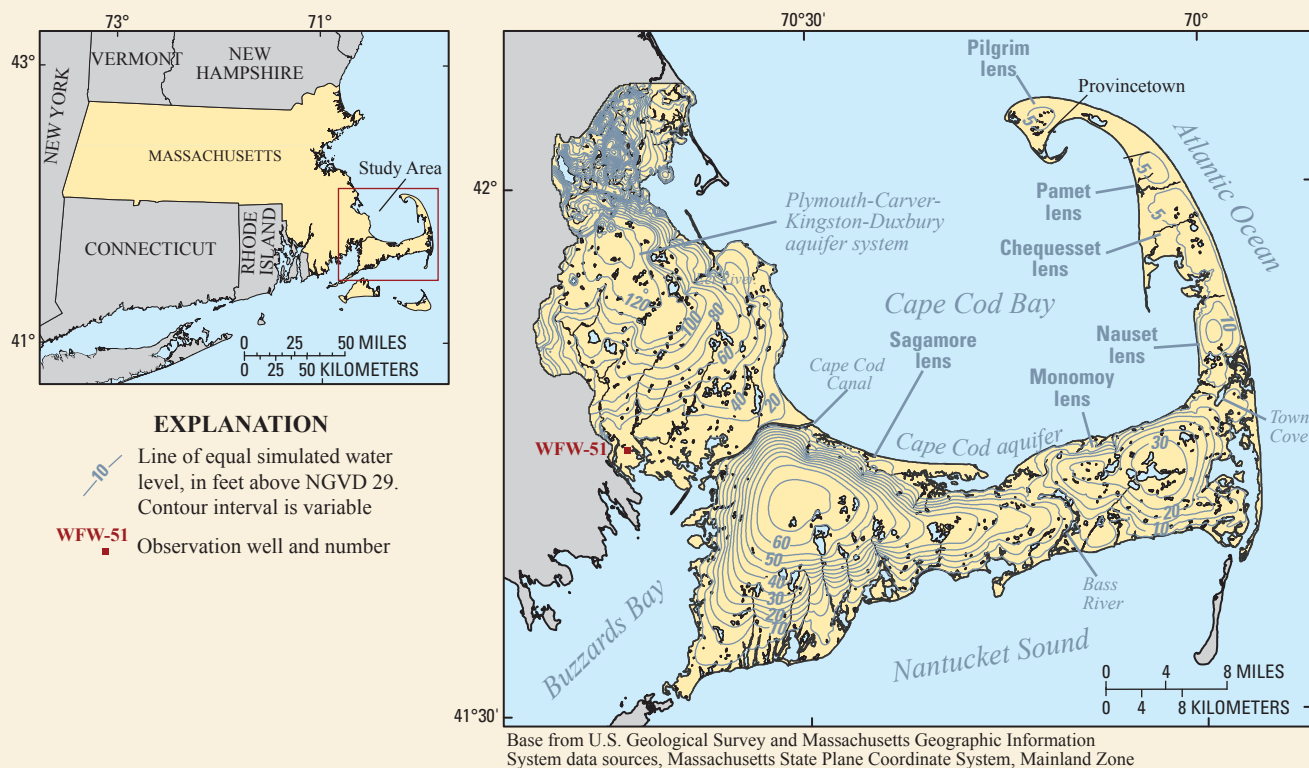 73°
71°
43°
41°
VERMONT
NEW
HAMPSHIRE
NEW YORK
MASSACHUSETTS
Study Area
CONNECTICUT
RHODE
ISLAND
0 25 50 MILES
0 25 50 KILOMETERS
EXPLANATION
10
Line of equal simulated water
level, in feet above NGVD 29.
Contour interval is variable
WFW-51
Observation well and number
70°30'
70°
42°
41°30'
Pilgrim
lens
Provincetown
5
Atlantic Ocean
Pamet
lens
5
5
Chequesset
lens
Plymouth-Carver-
Kingston-Duxbury
aquifer system
120
100
80
60
40
20
Cape Cod Bay
Sagamore
lens
Cape Cod
Canal
Nauset
lens
10
Monomoy
lens
Town
Cove
Cape Cod aquifer
WFW-51
30
20
10
60
50
40
30
20
10
Bass
River
Buzzards Bay
Nantucket Sound
0 4 8 MILES
0 4 8 KILOMETERS
Base from U.S. Geological Survey and Massachusetts Geographic Information
System data sources, Massachusetts State Plane Coordinate System, Mainland Zone